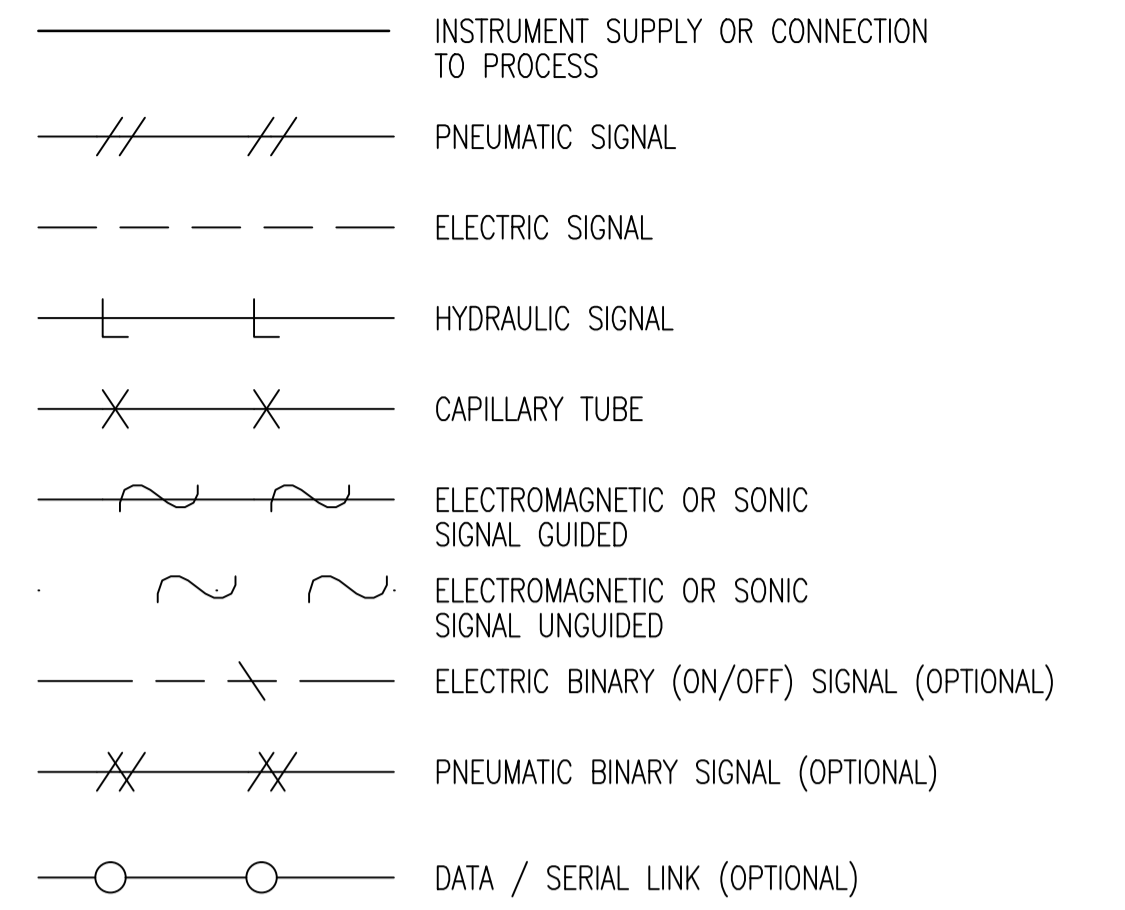 INSTRUMENT SUPPLY OR CONNECTION
TO PROCESS
PNEUMATIC SIGNAL
ELECTRIC SIGNAL
HYDRAULIC SIGNAL
CAPILLARY TUBE
ELECTROMAGNETIC OR SONIC
SIGNAL GUIDED
ELECTROMAGNETIC OR SONIC
SIGNAL UNGUIDED
ELECTRIC BINARY (ON/OFF) SIGNAL (OPTIONAL)
PNEUMATIC BINARY SIGNAL (OPTIONAL)
DATA / SERIAL LINK (OPTIONAL)